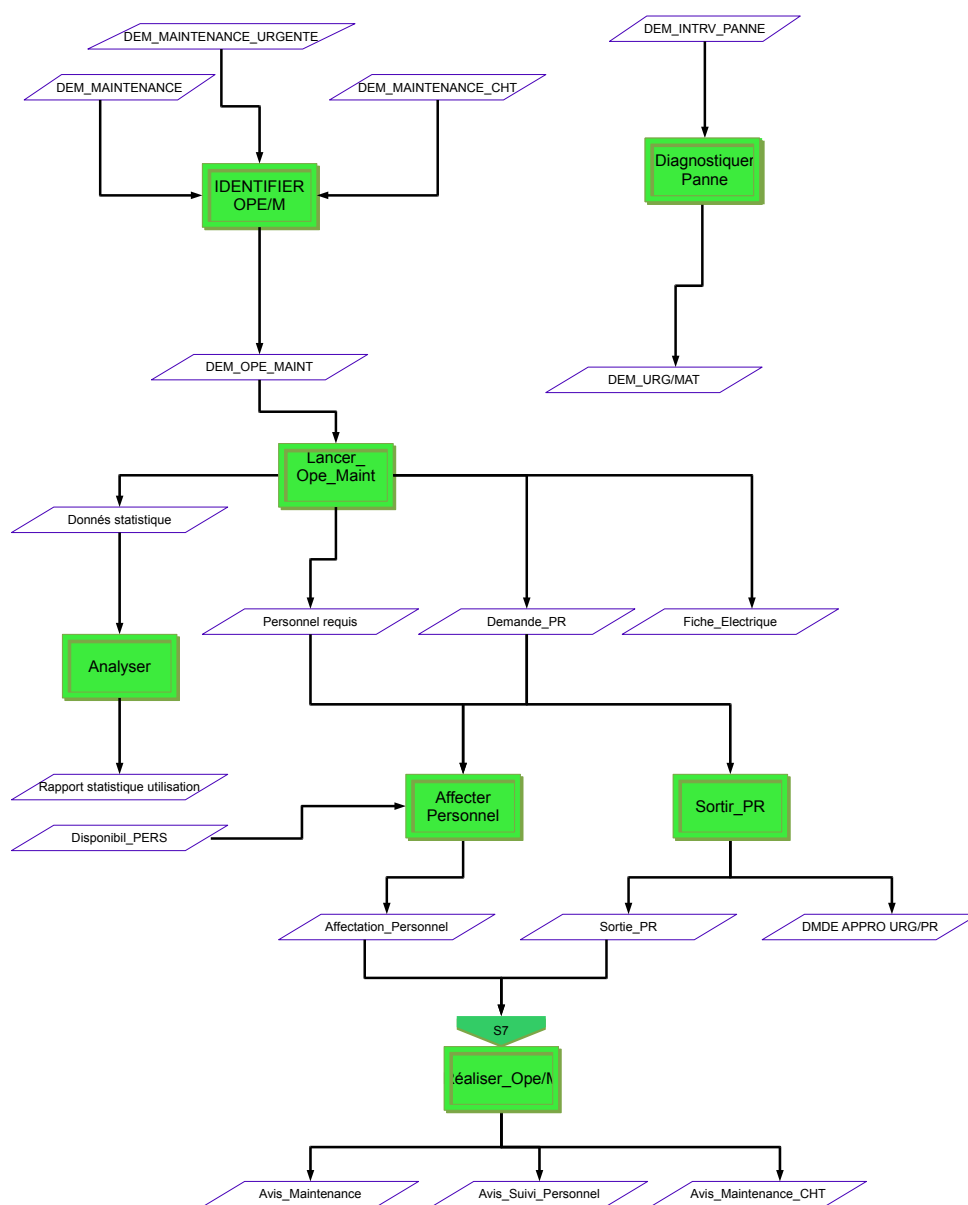 DEM_MAINTENANCE_URGENTE
DEM_INTRV_PANNE
DEM_MAINTENANCE
DEM_MAINTENANCE_CHT
Diagnostiquer
Panne
IDENTIFIER
OPE/M
DEM_OPE_MAINT
DEM_URG/MAT
Lancer_
Ope_Maint
Donnés statistique
Personnel requis
Demande_PR
Fiche_Electrique
Analyser
Rapport statistique utilisation
Affecter
Personnel
Sortir_PR
Disponibil_PERS
Affectation_Personnel
Sortie_PR
DMDE APPRO URG/PR
S7
Réaliser_Ope/M
Avis_Maintenance
Avis_Suivi_Personnel
Avis_Maintenance_CHT